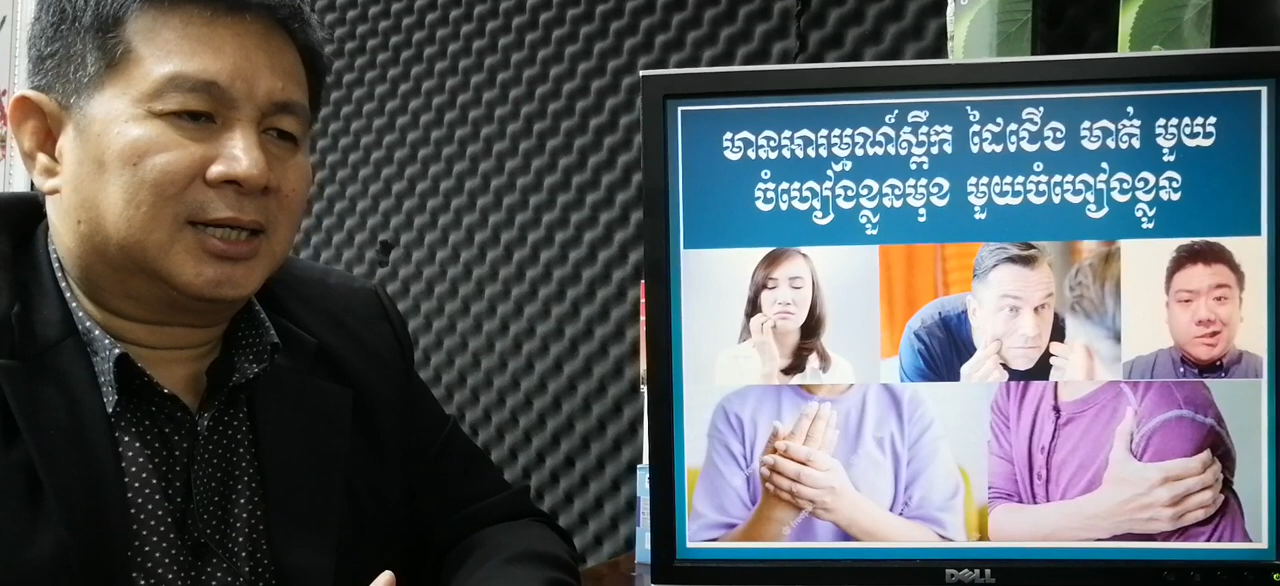 មានអារម្មណ៍ស្ពឹក ដៃជើង មាត់ មួយ
ចំហៀងខ្លួនមុខ មួយចំហៀងខ្លួន
DELL